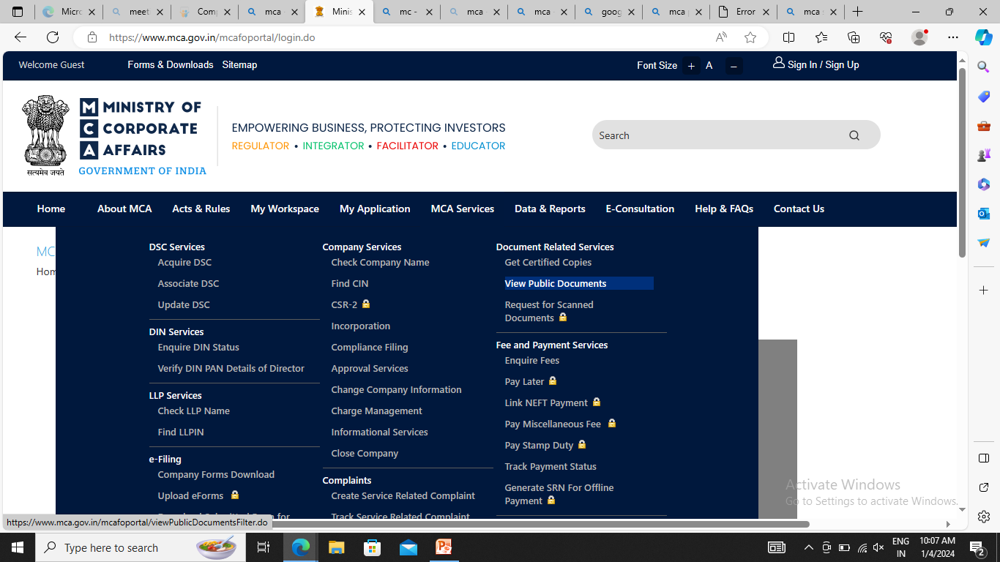 Micro
meet
Comp
mca
Minis
mc -
mca
mca
goog
mca
Error
mca
https://www.mca.gov.in/mcafoportal/login.do
Welcome Guest
Forms & Downloads
Sitemap
Font Size + A –
Sign In / Sign Up
MINISTRY OF
CORPORATE
AFFAIRS
GOVERNMENT OF INDIA
सत्यमेव जयते
EMPOWERING BUSINESS, PROTECTING INVESTORS
REGULATOR • INTEGRATOR • FACILITATOR • EDUCATOR
Search
Home
About MCA
Acts & Rules
My Workspace
My Application
MCA Services
Data & Reports
E-Consultation
Help & FAQs
Contact Us
MC
Hom
DSC Services
Acquire DSC
Associate DSC
Update DSC
DIN Services
Enquire DIN Status
Verify DIN PAN Details of Director
LLP Services
Check LLP Name
Find LLPIN
e-Filing
Company Forms Download
Upload eForms
Company Services
Check Company Name
Find CIN
CSR-2
Incorporation
Compliance Filing
Approval Services
Change Company Information
Charge Management
Informational Services
Close Company
Complaints
Create Service Related Complaint
Track Service Related Complaint
Document Related Services
Get Certified Copies
View Public Documents
Request for Scanned
Documents
Fee and Payment Services
Enquire Fees
Pay Later
Link NEFT Payment
Pay Miscellaneous Fee
Pay Stamp Duty
Track Payment Status
Generate SRN For Offline
Payment
Activate Windows
Go to Settings to activate Windows.
https://www.mca.gov.in/mcafoportal/viewPublicDocumentsFilter.do
Type here to search
ENG
IN
10:07 AM
1/4/2024
2